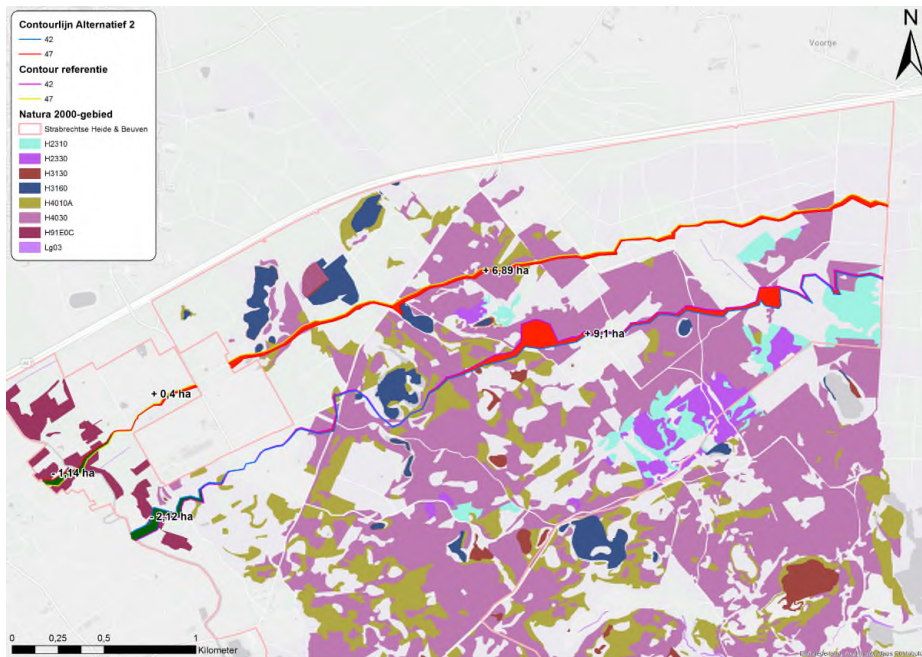 Contourlijn Alternatief 2
42
47
Contour referentie
42
47
Natura 2000-gebied
Strabrechtse Heide & Beuven
H2310
H2330
H3130
H3160
H4010A
H4030
H91E0C
Lg03
Voortje
N
+ 6,89 ha
+ 9,1 ha
+ 0,4 ha
- 1,14 ha
- 2,12 ha
0 0,25 0,5 1
Kilometer